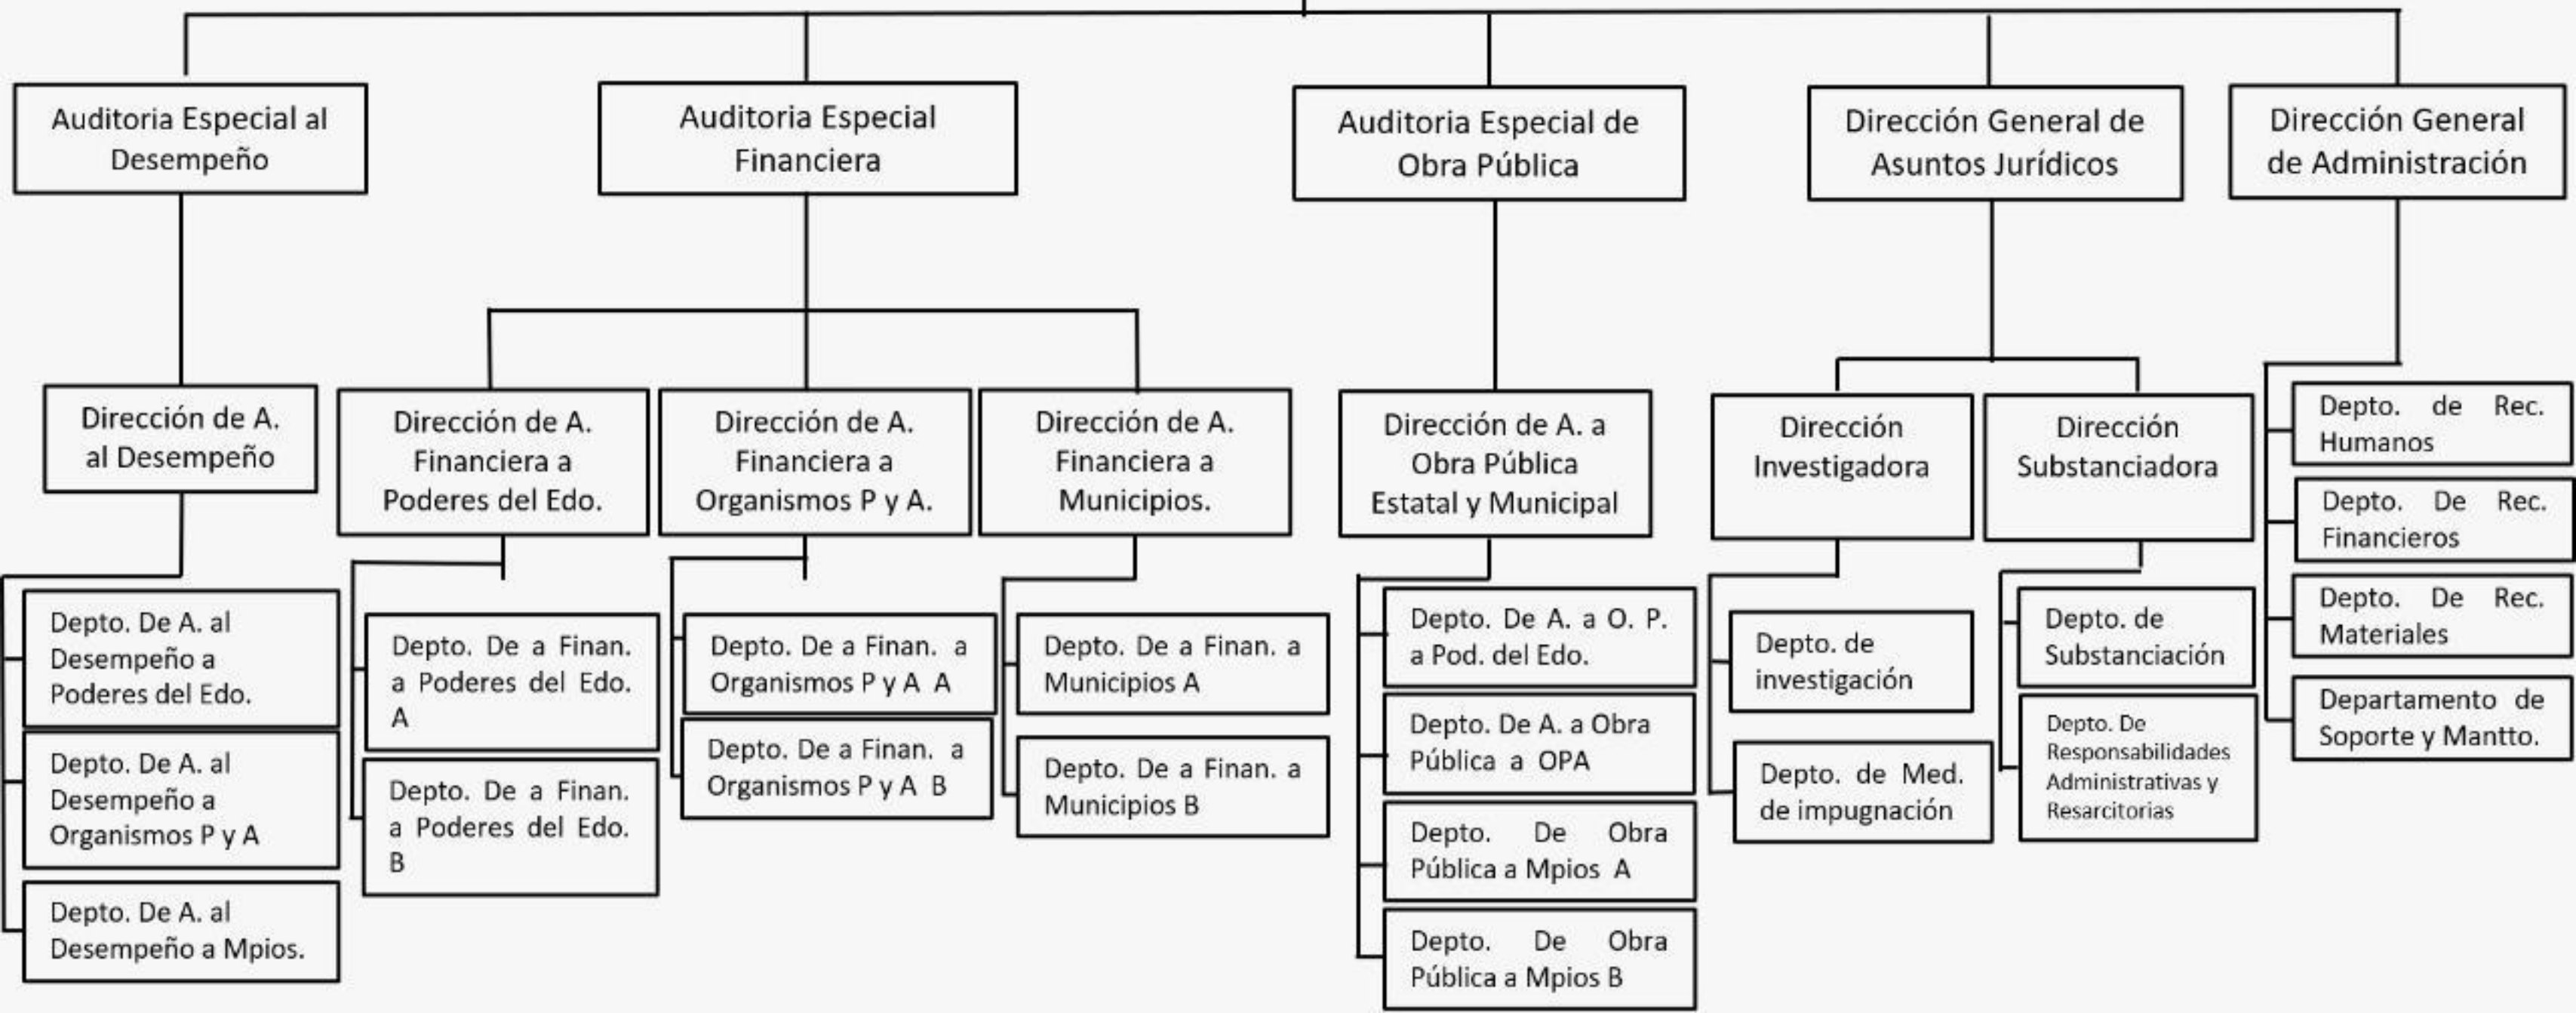 Auditoria Especial al
Desempeño
Auditoria Especial
Financiera
Auditoria Especial de
Obra Pública
Dirección General de
Asuntos Jurídicos
Dirección General
de Administración
Dirección de A.
al Desempeño
Dirección de A.
Financiera a
Poderes del Edo.
Dirección de A.
Financiera a
Organismos P y A.
Dirección de A.
Financiera a
Municipios.
Dirección de A. a
Obra Pública
Estatal y Municipal
Dirección
Investigadora
Dirección
Substanciadora
Depto. de Rec.
Humanos
Depto. De Rec.
Financieros
Depto. De Rec.
Materiales
Departamento de
Soporte y Mantto.
Depto. De A. al
Desempeño a
Poderes del Edo.
Depto. De A. al
Desempeño a
Organismos P y A
Depto. De A. al
Desempeño a Mpios.
Depto. De a Finan.
a Poderes del Edo.
A
Depto. De a Finan.
a Poderes del Edo.
B
Depto. De a Finan. a
Organismos P y A A
Depto. De a Finan. a
Organismos P y A B
Depto. De a Finan. a
Municipios A
Depto. De a Finan. a
Municipios B
Depto. De A. a O. P.
a Pod. del Edo.
Depto. De A. a Obra
Pública a OPA
Depto. De Obra
Pública a Mpios A
Depto. De Obra
Pública a Mpios B
Depto. de
investigación
Depto. de Med.
de impugnación
Depto. de
Substanciación
Depto. De
Responsabilidades
Administrativas y
Resarcitorias